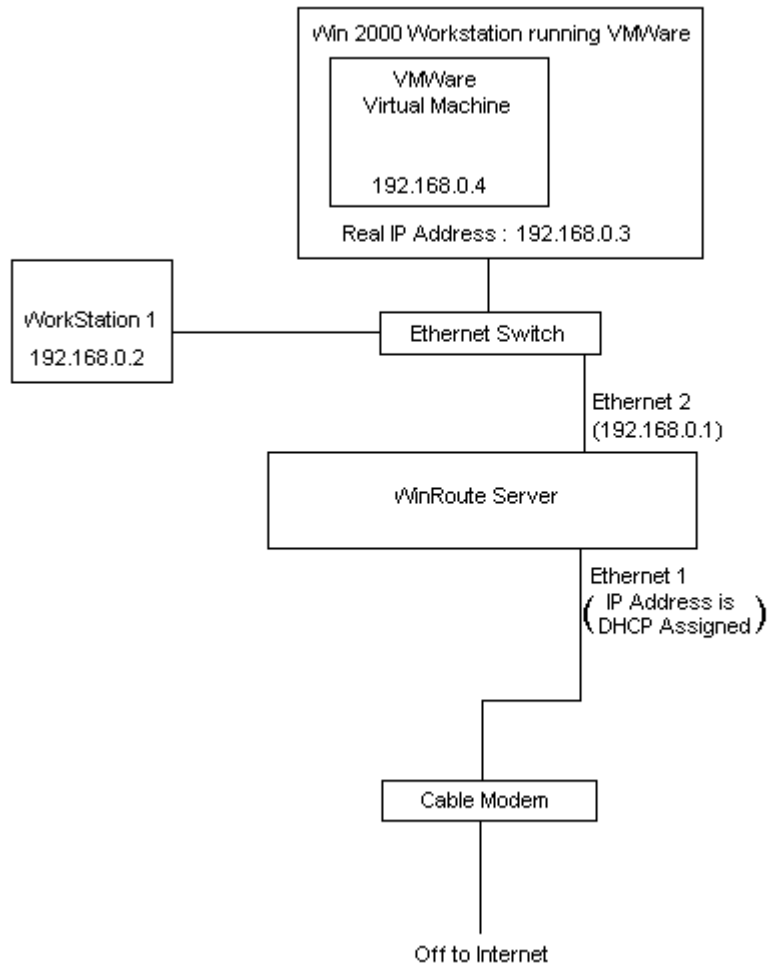 Win 2000 Workstation running VMWare
VMWare
Virtual Machine
192.168.0.4
Real IP Address : 192.168.0.3
WorkStation 1
192.168.0.2
Ethernet Switch
Ethernet 2
(192.168.0.1)
WinRoute Server
Ethernet 1
( IP Address is
DHCP Assigned )
Cable Modem
Off to Internet